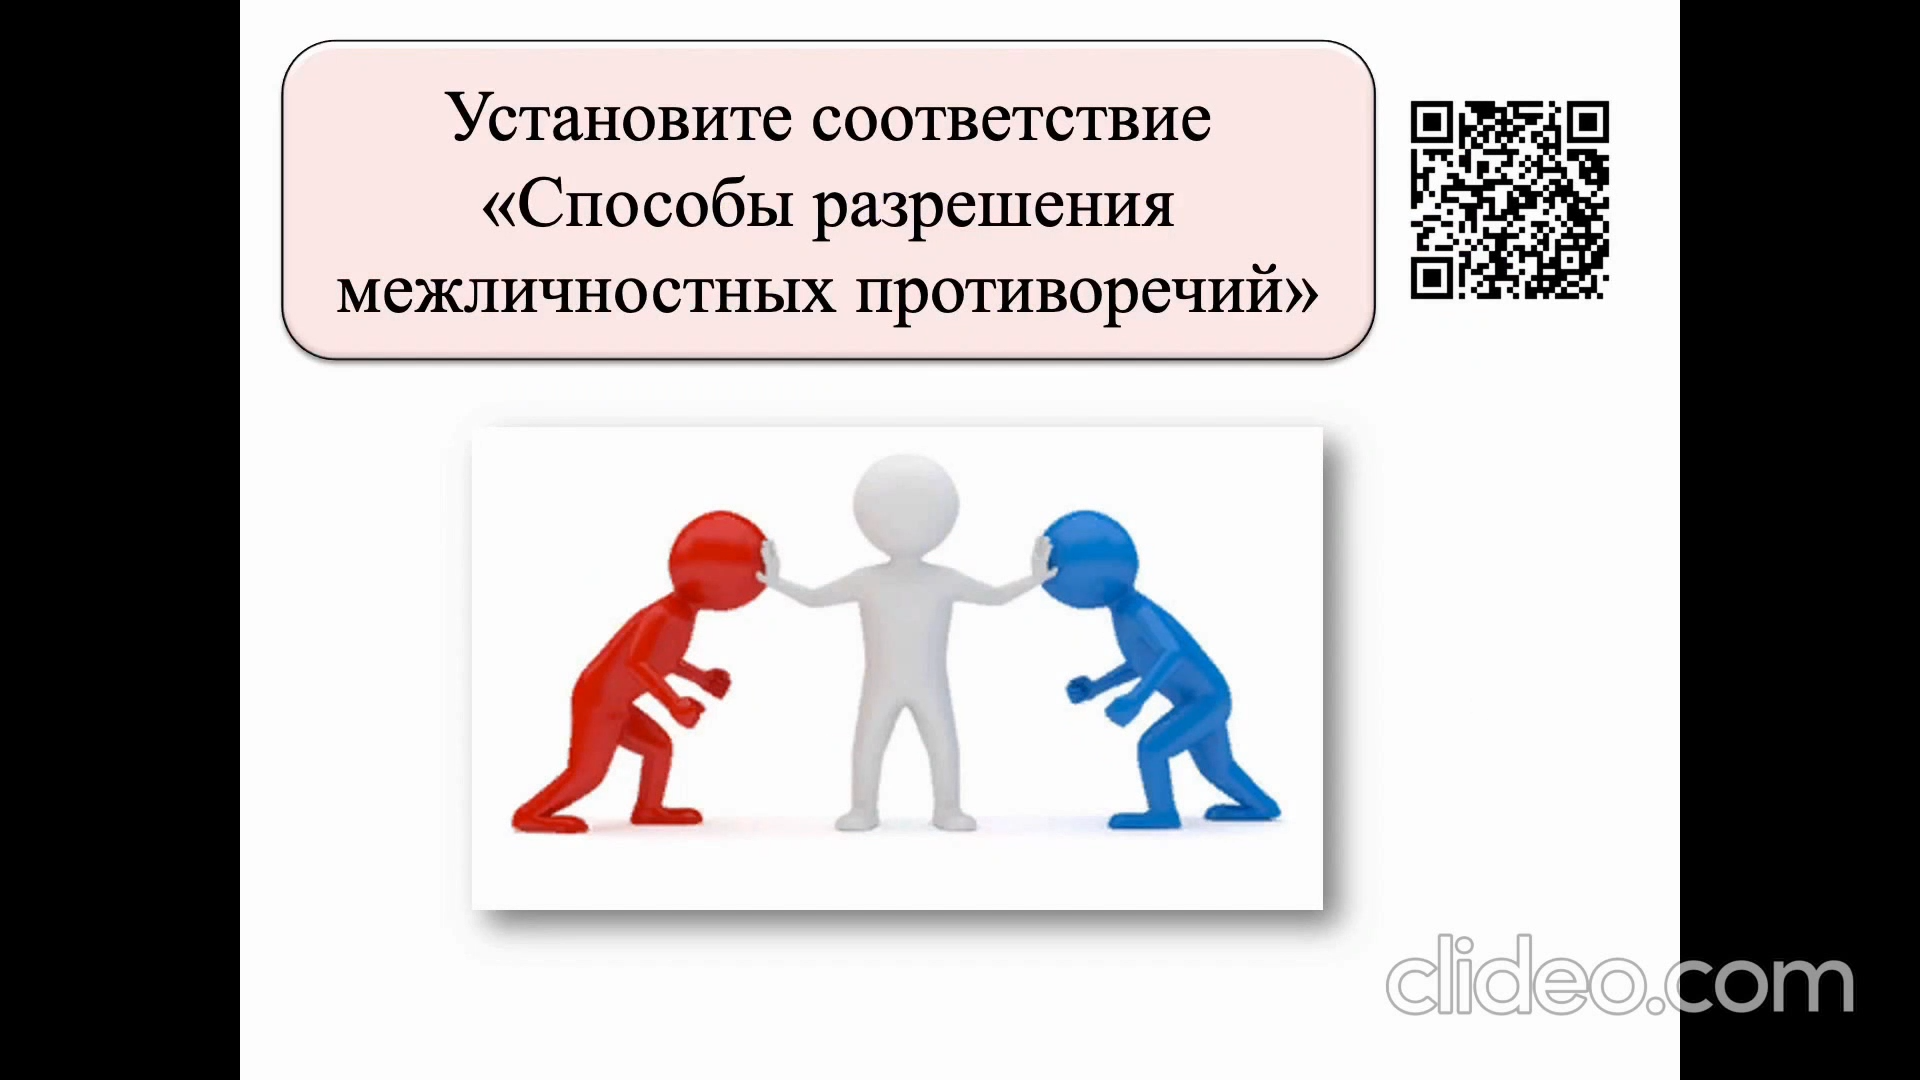 Установите соответствие
«Способы разрешения
межличностных противоречий»
clideo.com